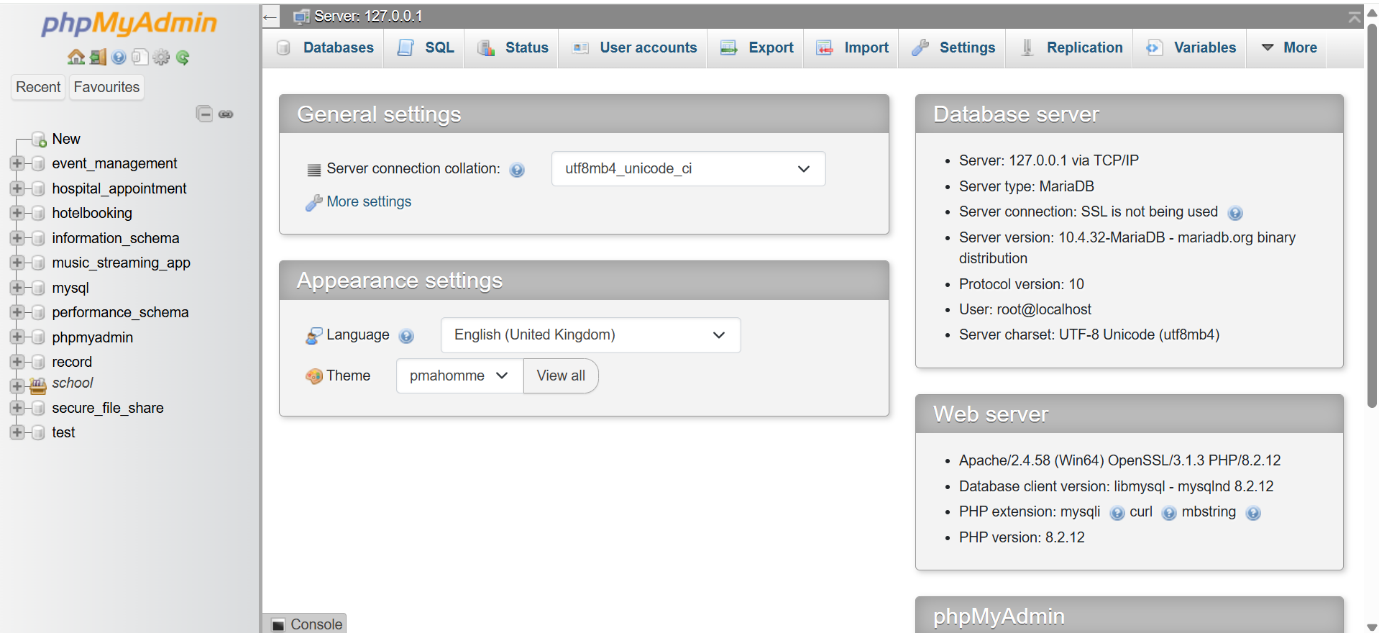 phpMyAdmin
Recent Favourites
New
event_management
hospital_appointment
hotelbooking
information_schema
music_streaming_app
mysql
performance_schema
phpmyadmin
record
school
secure_file_share
test
Server: 127.0.0.1
Databases SQL Status User accounts Export Import Settings Replication Variables More
General settings
Server connection collation: utf8mb4_unicode_ci
More settings
Appearance settings
Language English (United Kingdom)
Theme pmahomme View all
Database server
• Server: 127.0.0.1 via TCP/IP
• Server type: MariaDB
• Server connection: SSL is not being used
• Server version: 10.4.32-MariaDB - mariadb.org binary
distribution
• Protocol version: 10
• User: root@localhost
• Server charset: UTF-8 Unicode (utf8mb4)
Web server
• Apache/2.4.58 (Win64) OpenSSL/3.1.3 PHP/8.2.12
• Database client version: libmysql - mysqlnd 8.2.12
• PHP extension: mysqli curl mbstring
• PHP version: 8.2.12
phpMyAdmin
Console